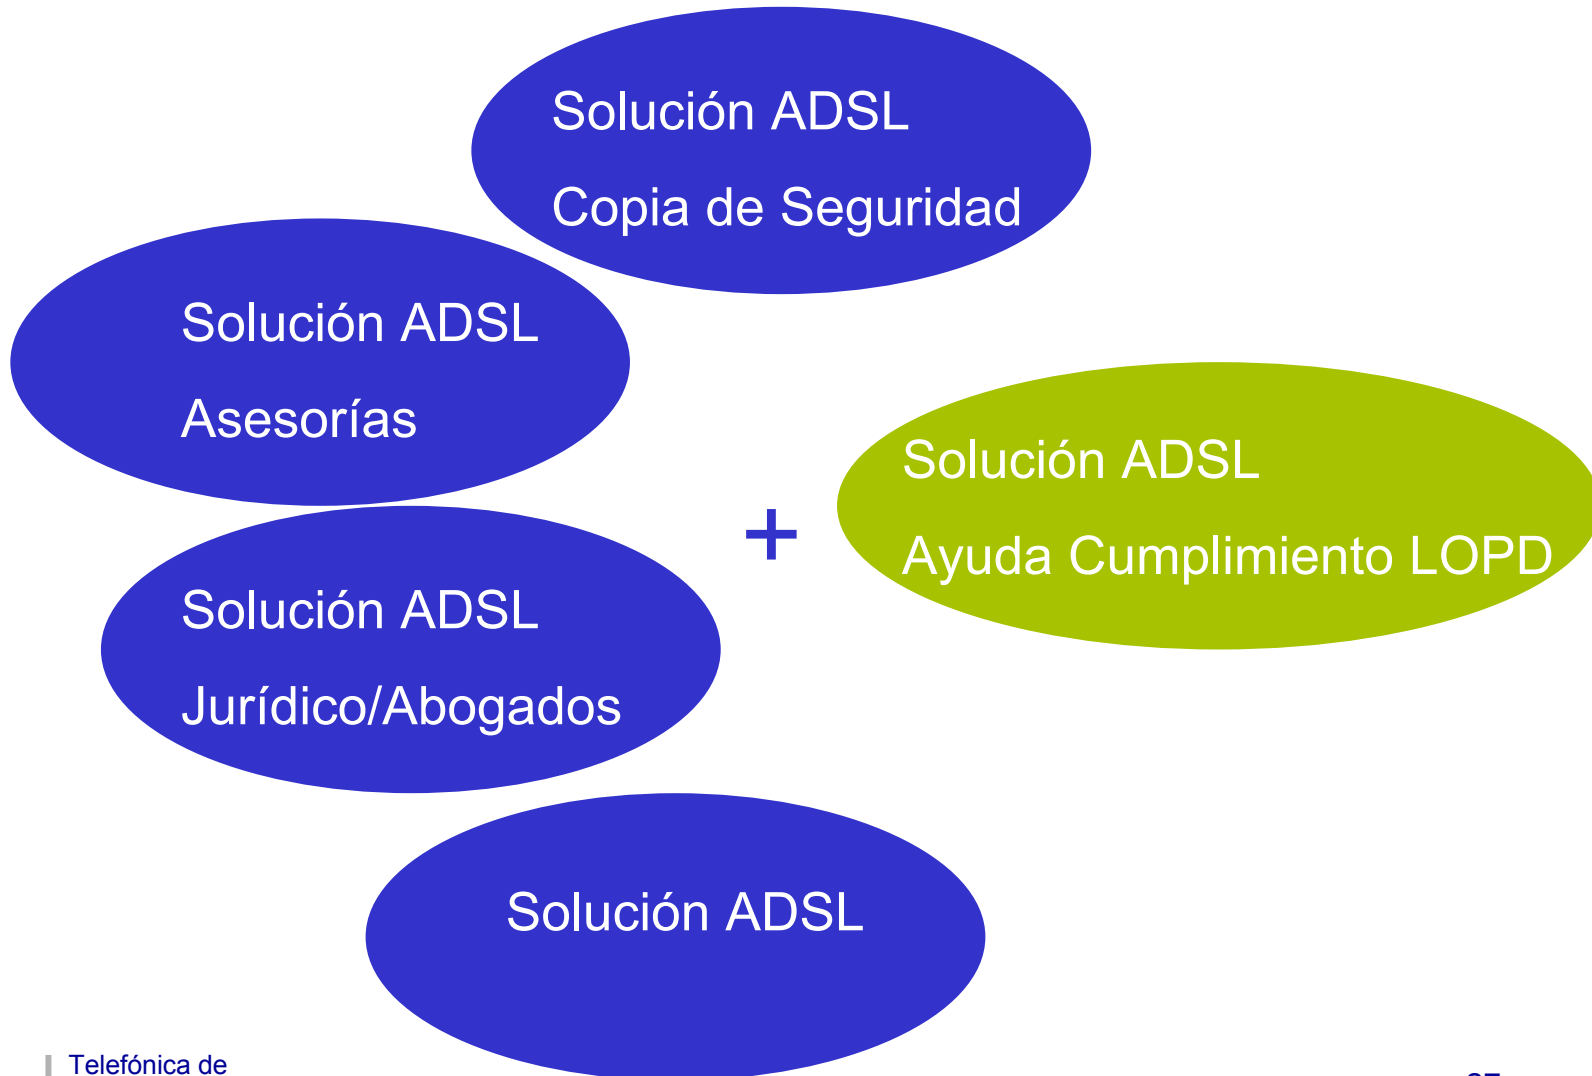 Solución ADSL
Copia de Seguridad
Solución ADSL
Asesorías
+
Solución ADSL
Ayuda Cumplimiento LOPD
Solución ADSL
Jurídico/Abogados
Solución ADSL
Telefónica de